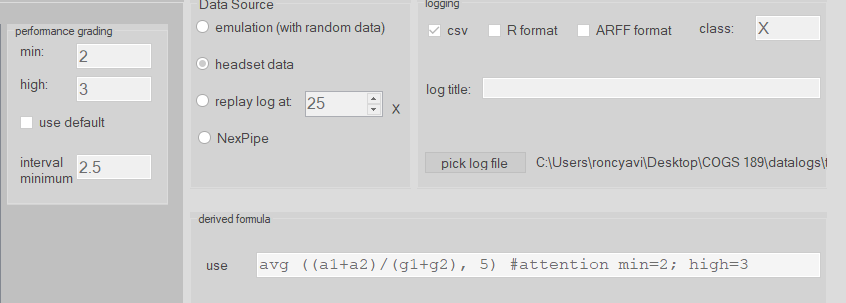 performance grading
min: 2
high: 3
use default
interval
minimum 2.5
Data Source
emulation (with random data)
headset data
replay log at: 25 X
NexPipe
logging
csv R format ARFF format class: X
log title:
pick log file C:\Users\roncyavi\Desktop\COGS 189\datalogs\
derived formula
use avg ((a1+a2)/(g1+g2), 5) #attention min=2; high=3